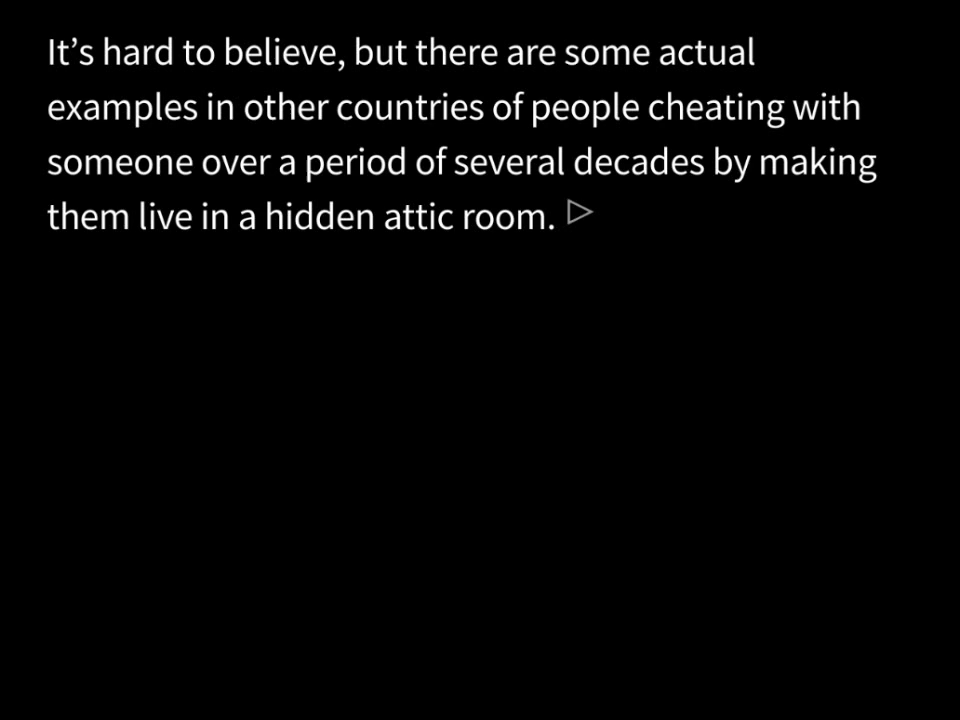 It’s hard to believe, but there are some actual
examples in other countries of people cheating with
someone over a period of several decades by making
them live in a hidden attic room.